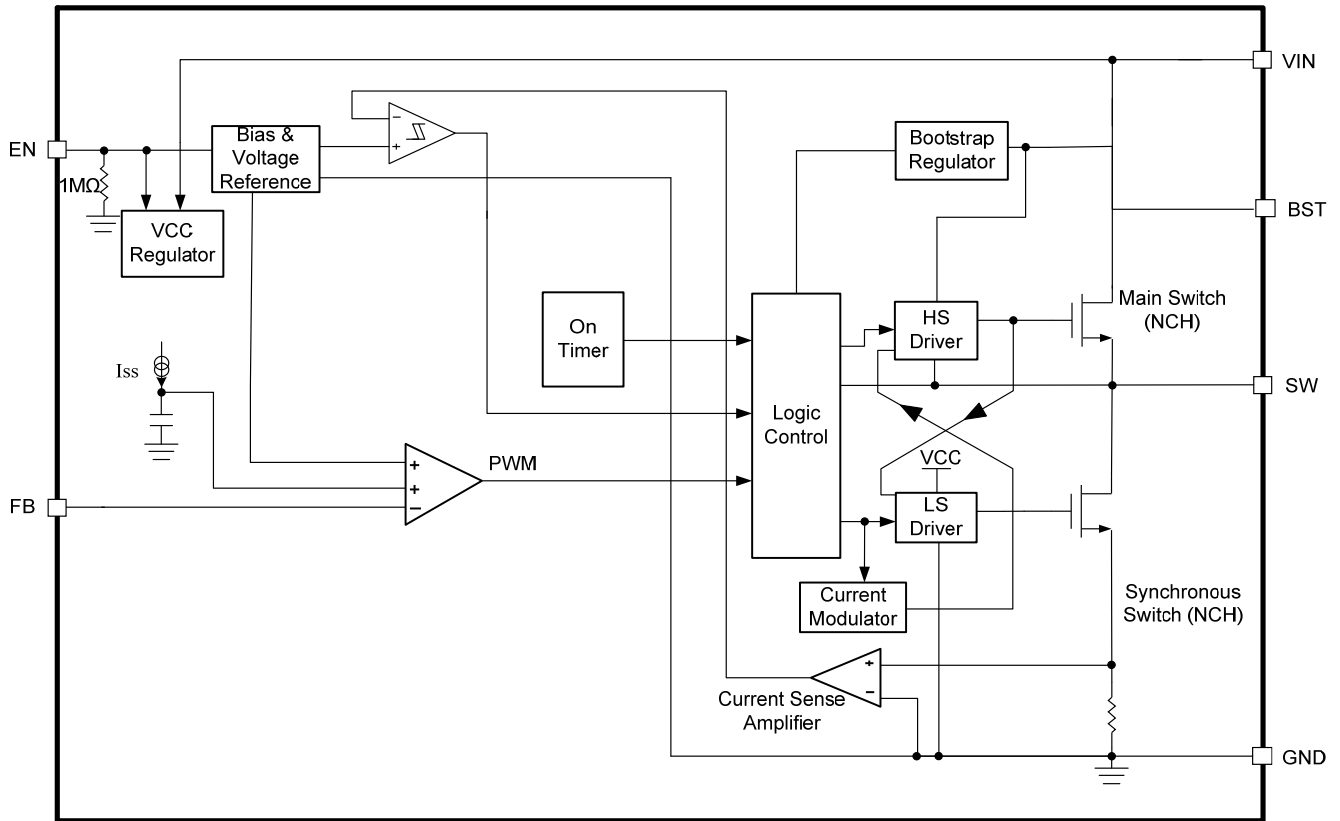 VIN
EN
1MΩ
Bias &
Voltage
Reference
−
+
Bootstrap
Regulator
BST
VCC
Regulator
On
Timer
HS
Driver
Main Switch
(NCH)
Iss
Logic
Control
SW
VCC
PWM
+
+
−
FB
LS
Driver
Current
Modulator
Synchronous
Switch (NCH)
+
−
Current Sense
Amplifier
GND